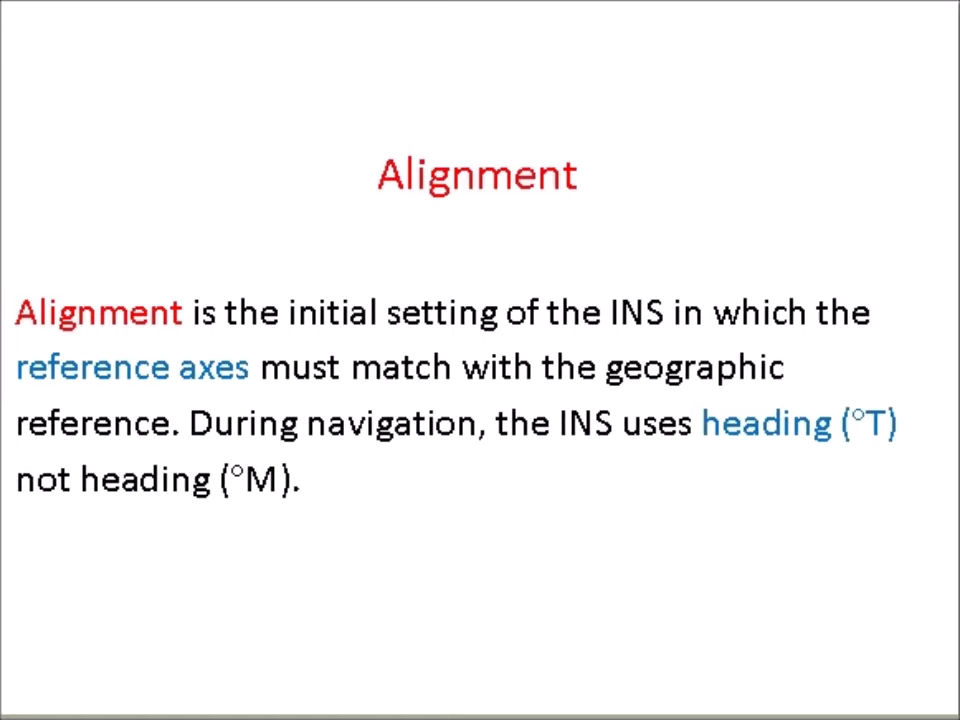 Alignment
Alignment is the initial setting of the INS in which the
reference axes must match with the geographic
reference. During navigation, the INS uses heading (°T)
not heading (°M).